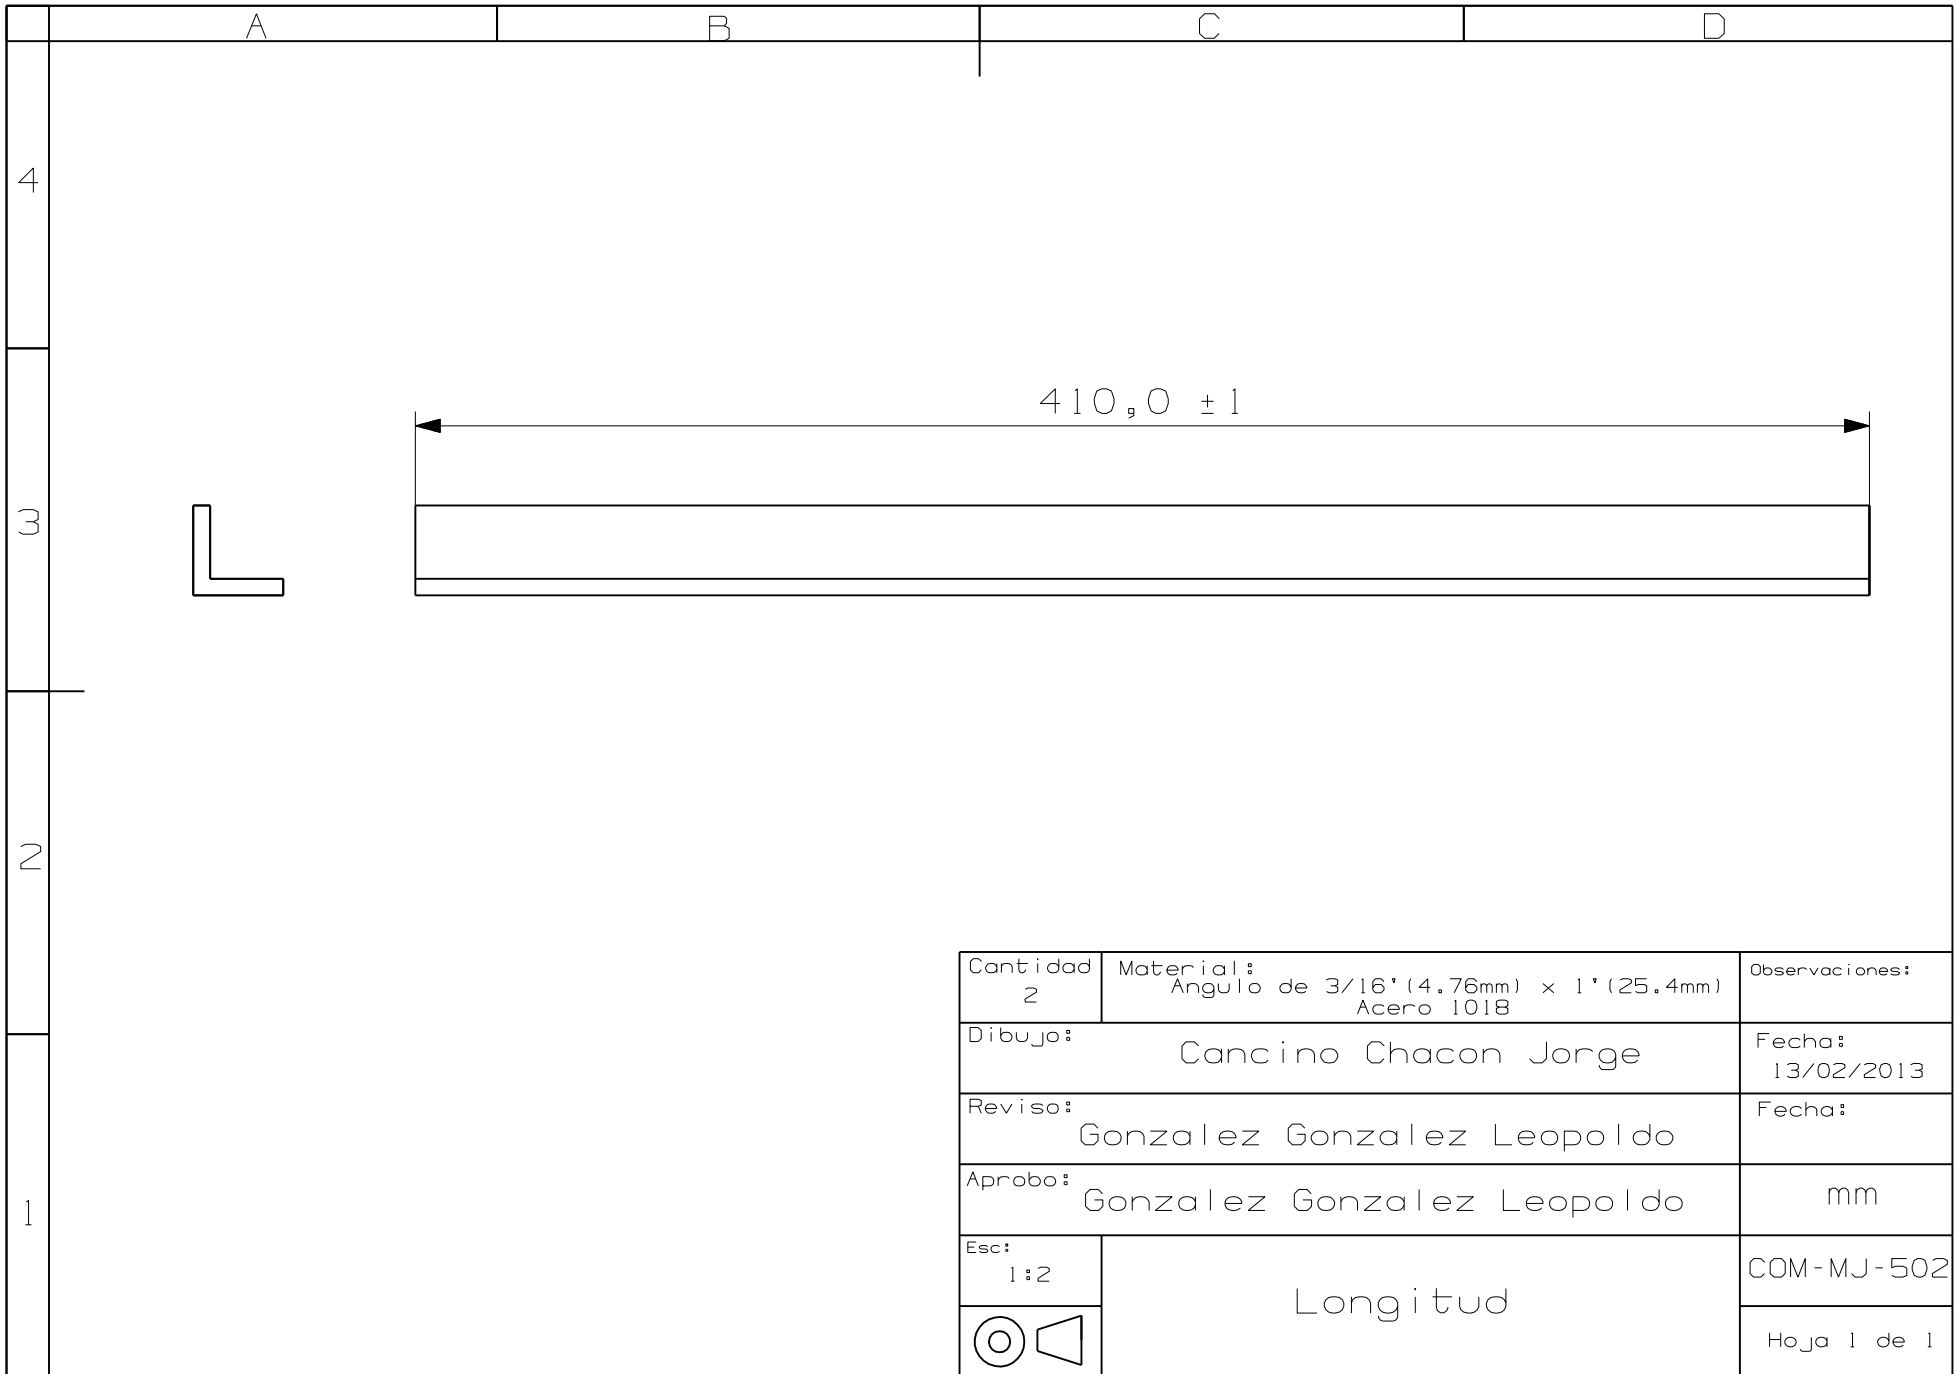 A B C D
4
410,0 ±1
3
2
Cantidad
2
Material:
Angulo de 3/16'(4.76mm) x 1'(25.4mm)
Acero 1018
Observaciones:
Dibujo:
Cancino Chacon Jorge
Fecha:
13/02/2013
Reviso:
Gonzalez Gonzalez Leopoldo
Fecha:
Aprobo:
Gonzalez Gonzalez Leopoldo
mm
1
Esc:
1:2
Longitud
COM-MJ-502
Hoja 1 de 1